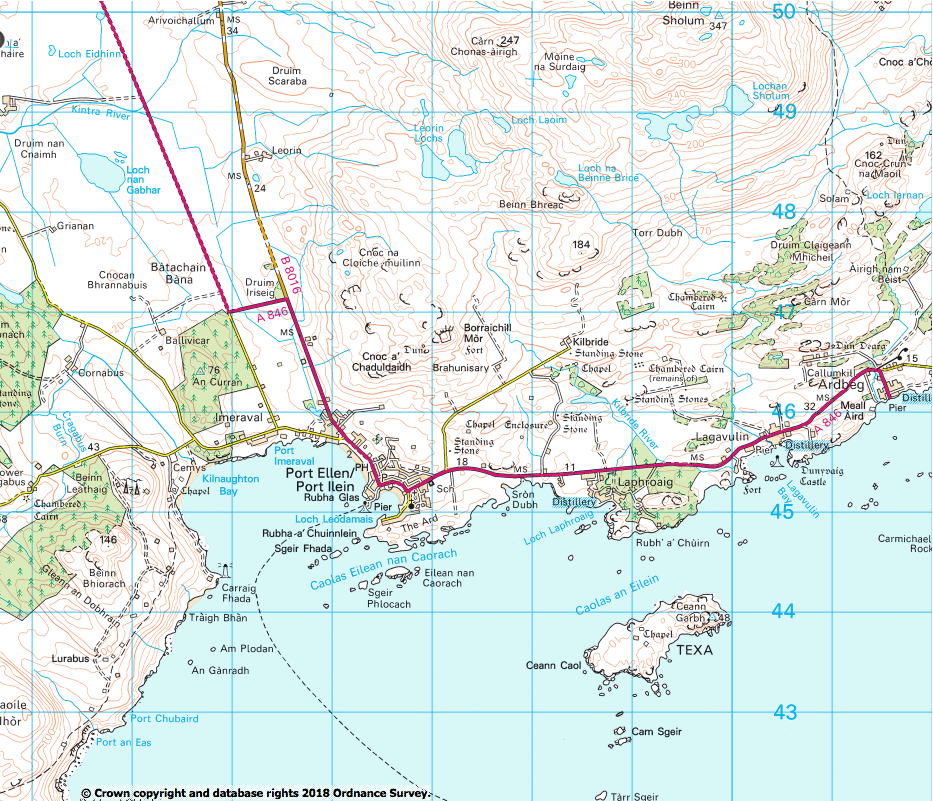 Arivoichallum
MS
34
Beinn
Sholum
347
50
Càrn
247
Chonas-àirigh
Loch Eidhinn
haire
Druim
Scaraba
Moine
na Surdaig
Lochan
Sholum
Kintra River
49
Loch Laoim
Leorin
Lochs
Druim nan
Cnaimh
Leorin
Dun
162
Cnoc Crun
na Maoil
Loch
nan
Gabhar
MS
24
Loch na
Beinne Brice
200
Loch Iarnan
Solam
Beinn Bhreac
48
Grianan
Torr Dubh
184
Druim Claigeann
Mhicheil
Cnoc na
Cloiche muilinn
B 8016
Cnocan
Bhrannabuis
Bàtachain
Bàna
Àirigh nam
Beist
Druim
Iriseig
Chambered
Cairn
Càrn Mòr
47
A 846
MS
Ballivicar
Borraichill
Mòr
Fort
Kilbride
Standing Stone
Dun Dearg
15
Cnoc a'
Chaduldaidh
Dun
Brahunisary
Chapel
Chambered Cairn
(remains of)
Callumkil
Cornabus
76
An Curran
Ardbeg
Standing Stones
MS
32
Meall
Aird
Pier
46
Imeraval
A 846
Cragabus
Burn
Chapel
Enclosure
Standing
Stone
Kilbride River
Lagavulin
Pier
Distillery
43
Port
Imeraval
Standing
Stone
Cemys
PH
18
MS
11
MS
Dunyvaig
Castle
Beinn
Leathaig
Chapel
Kilnaughton
Bay
Port Ellen/
Port Ilein
Laphroaig
Fort
Lagavulin
Bay
Rubha Glas
Pier
Sch
Sròn
Dubh
Distillery
Chambered
Cairn
Loch Leodamais
45
The Ard
Loch Laphroaig
146
Rubha-a' Chuinnlein
Sgeir Fhada
Rubh' a' Chùirn
Carmichael
Rock
Beinn
Bhiorach
Gleann an Dobhrain
Caolas Eilean nan Caorach
Eilean nan
Caorach
Carraig
Fhada
Sgeir
Phlocach
Caolas an Eilein
44
Ceann
Garbh
48
Tràigh Bhàn
Chapel
TEXA
Am Plodan
Lurabus
An Gànradh
Ceann Caol
43
Port Chubaird
Cam Sgeir
Port an Eas
© Crown copyright and database rights 2018 Ordnance Survey.
Tàrr Sgeir